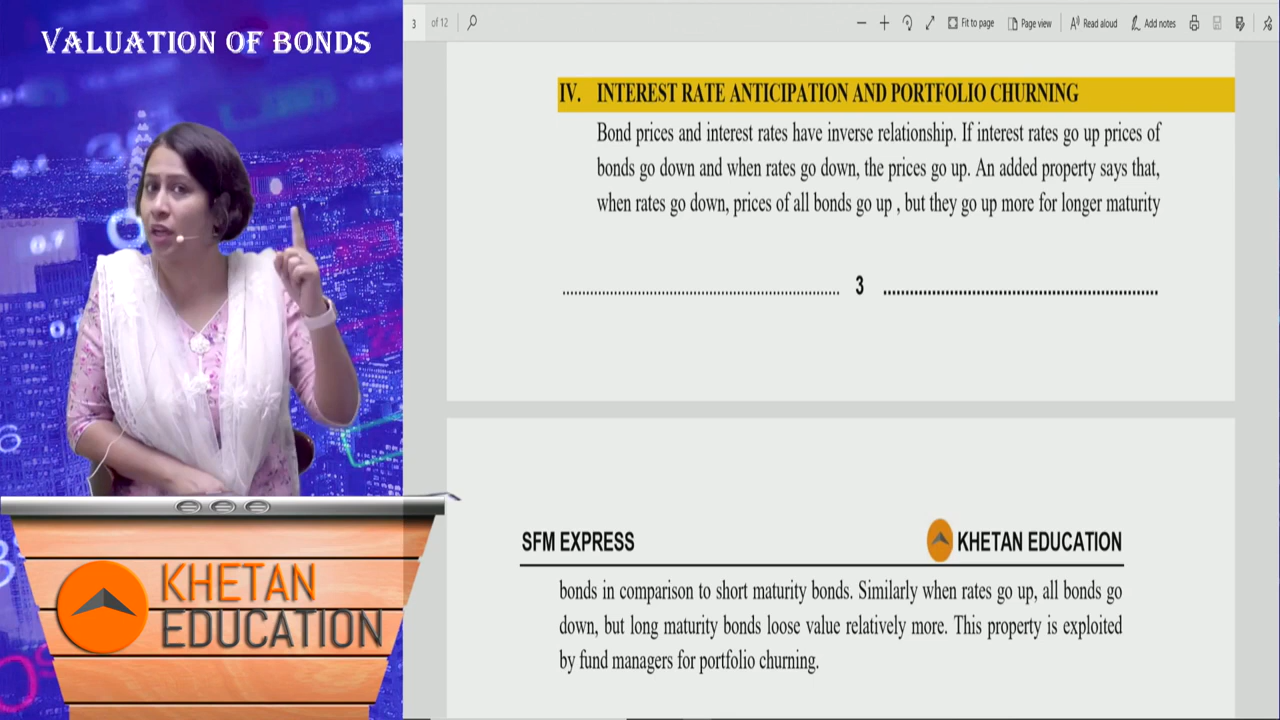 VALUATION OF BONDS
3 of 12
Fit to page
Page view
Read aloud
Add notes
IV. INTEREST RATE ANTICIPATION AND PORTFOLIO CHURNING
Bond prices and interest rates have inverse relationship. If interest rates go up prices of
bonds go down and when rates go down, the prices go up. An added property says that,
when rates go down, prices of all bonds go up , but they go up more for longer maturity
3
SFM EXPRESS
KHETAN EDUCATION
bonds in comparison to short maturity bonds. Similarly when rates go up, all bonds go
down, but long maturity bonds loose value relatively more. This property is exploited
by fund managers for portfolio churning.
KHETAN
EDUCATION